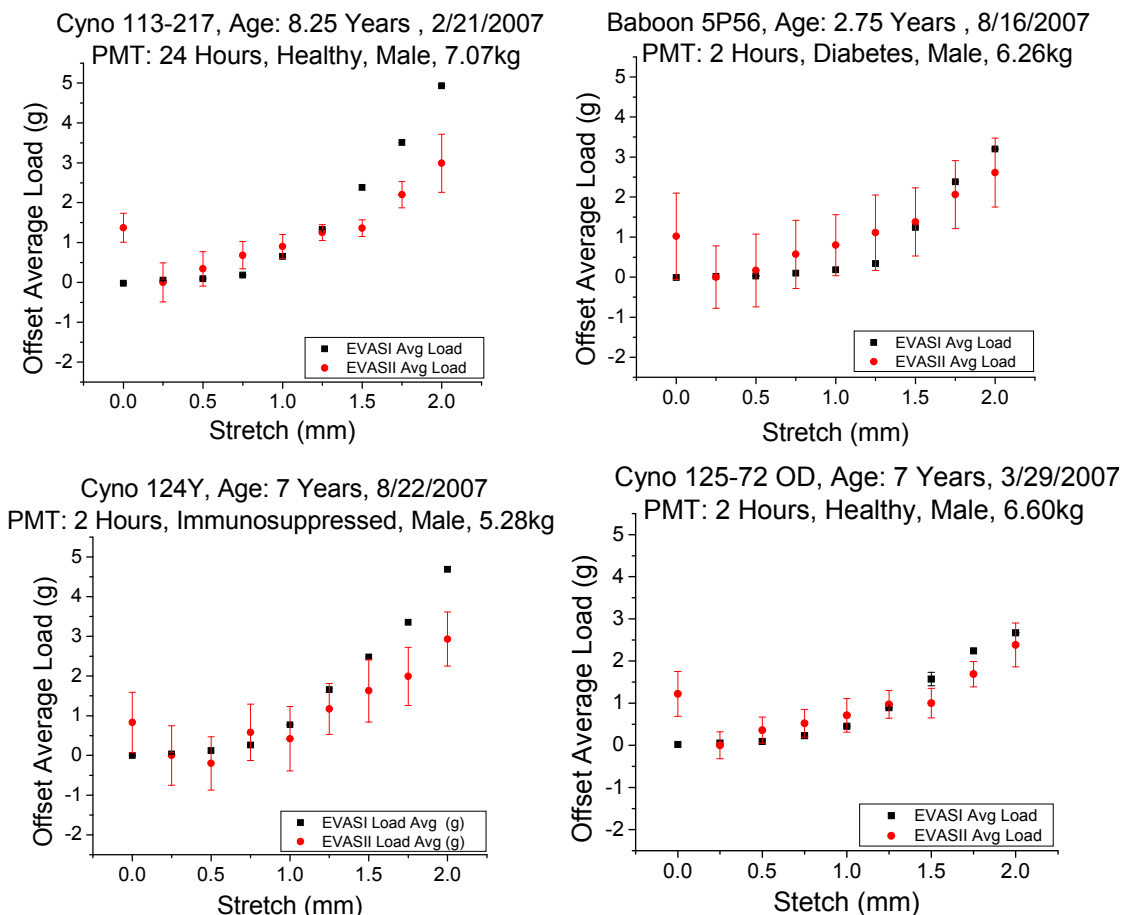 Cyno 113-217, Age: 8.25 Years , 2/21/2007
PMT: 24 Hours, Healthy, Male, 7.07kg
Offset Average Load (g)
5
4
3
2
1
0
-1
-2
EVASI Avg Load
EVASII Avg Load
0.0 0.5 1.0 1.5 2.0
Stretch (mm)
Baboon 5P56, Age: 2.75 Years, 8/16/2007
PMT: 2 Hours, Diabetes, Male, 6.26kg
Offset Average Load (g)
5
4
3
2
1
0
-1
-2
EVASI Avg Load
EVASII Avg Load
0.0 0.5 1.0 1.5 2.0
Stretch (mm)
Cyno 124Y, Age: 7 Years, 8/22/2007
PMT: 2 Hours, Immunosuppressed, Male, 5.28kg
Offset Average Load (g)
5
4
3
2
1
0
-1
-2
EVASI Load Avg (g)
EVASII Load Avg (g)
0.0 0.5 1.0 1.5 2.0
Stretch (mm)
Cyno 125-72 OD, Age: 7 Years, 3/29/2007
PMT: 2 Hours, Healthy, Male, 6.60kg
Offset Average Load (g)
5
4
3
2
1
0
-1
-2
EVASI Avg Load
EVASII Avg Load
0.0 0.5 1.0 1.5 2.0
Stetch (mm)